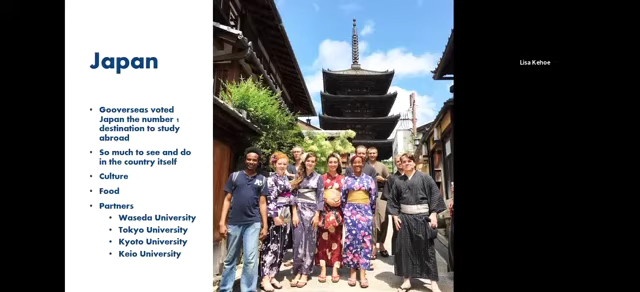 Japan
• Gooverseas voted
Japan the number 1
destination to study
abroad
• So much to see and do
in the country itself
• Culture
• Food
• Partners
• Waseda University
• Tokyo University
• Kyoto University
• Keio University
Lisa Kehoe